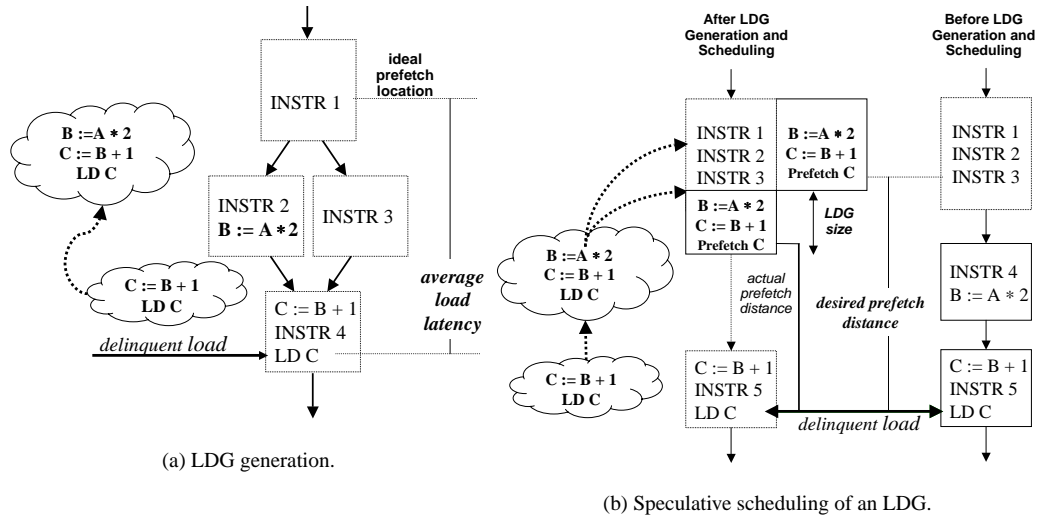 ideal
prefetch
location
INSTR 1
B :=A * 2
C := B + 1
LD C
INSTR 2
B := A * 2
INSTR 3
C := B + 1
LD C
average
load
latency
C := B + 1
INSTR 4
LD C
delinquent load
(a) LDG generation.
After LDG
Generation and
Scheduling
Before LDG
Generation and
Scheduling
INSTR 1
INSTR 2
INSTR 3
B :=A * 2
C := B + 1
Prefetch C
INSTR 1
INSTR 2
INSTR 3
B :=A * 2
C := B + 1
Prefetch C
LDG
size
B :=A * 2
C := B + 1
LD C
actual
prefetch
distance
desired prefetch
distance
INSTR 4
B := A * 2
C := B + 1
LD C
C := B + 1
INSTR 5
LD C
delinquent load
C := B + 1
INSTR 5
LD C
(b) Speculative scheduling of an LDG.